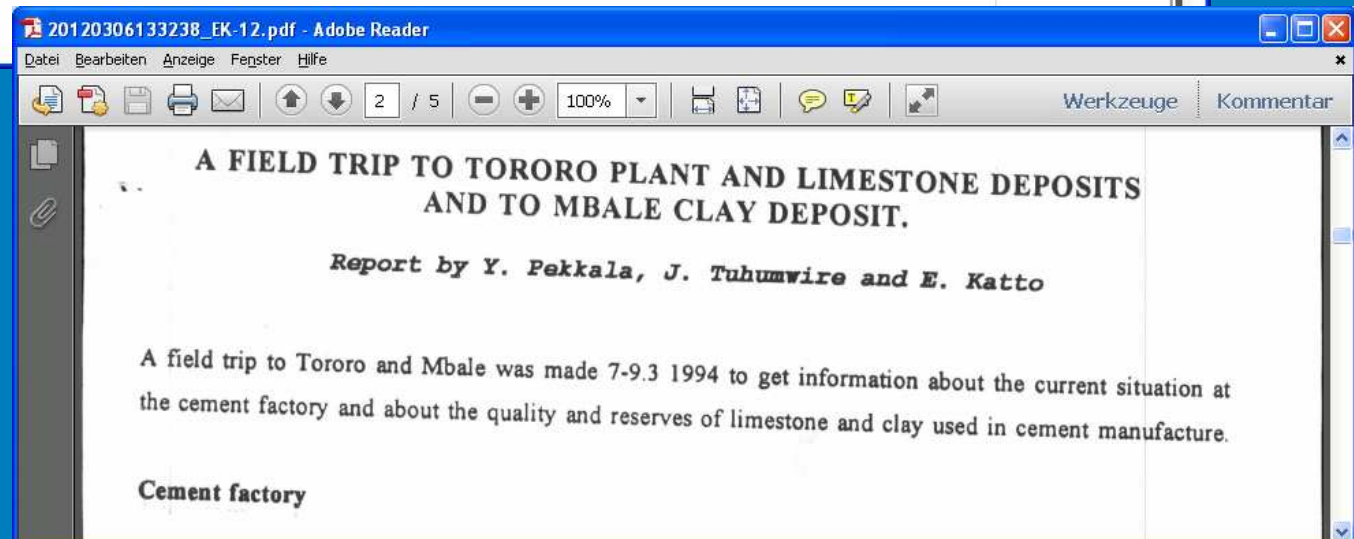 20120306133238_EK-12.pdf - Adobe Reader
Datei Bearbeiten Anzeige Fenster Hilfe
2 / 5 100% Werkzeuge Kommentar
A FIELD TRIP TO TORORO PLANT AND LIMESTONE DEPOSITS
AND TO MBALE CLAY DEPOSIT.
Report by Y. Pekkala, J. Tuhumwire and E. Katto
A field trip to Tororo and Mbale was made 7-9.3 1994 to get information about the current situation at
the cement factory and about the quality and reserves of limestone and clay used in cement manufacture.
Cement factory